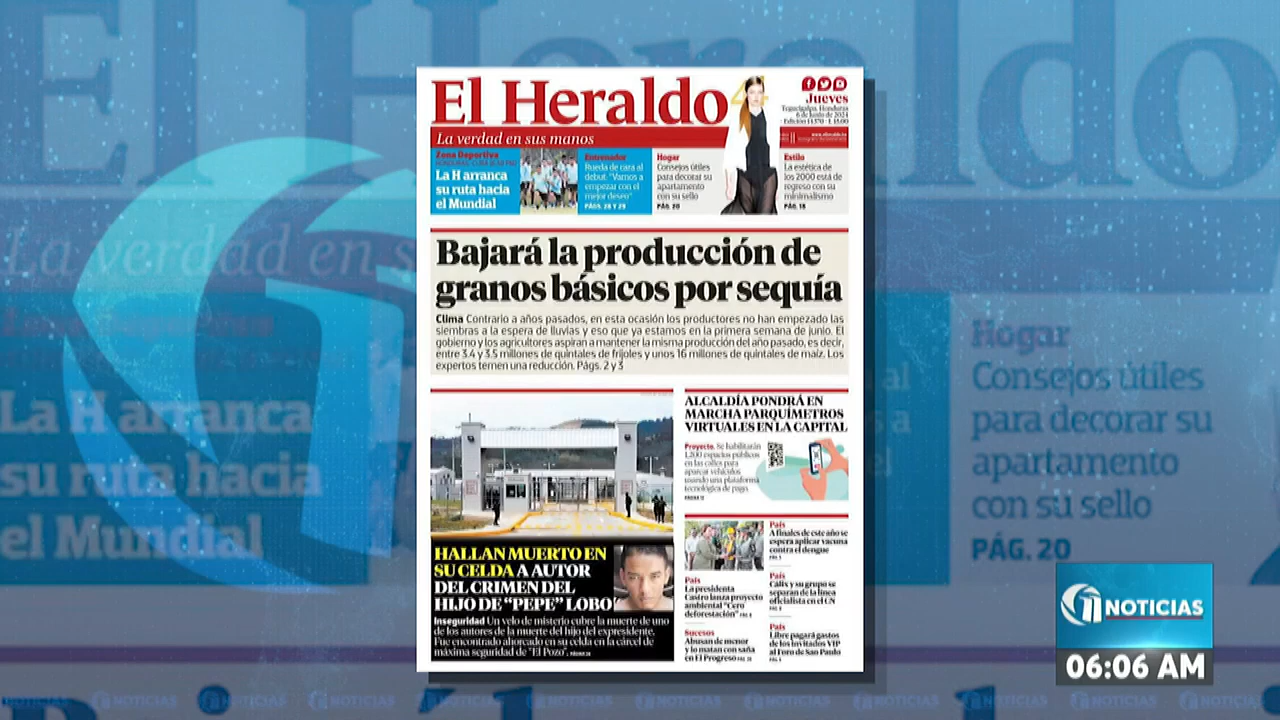 El Heraldo
La verdad en sus manos
Jueves
Tegucigalpa, Honduras
6 de junio de 2024
Zona Deportiva
La H arranca
su ruta hacia
el Mundial
Entrenador
Rueda de cara al
debut: "Vamos a
empezar con el
mejor deseo"
PÁGS. 28 Y 29
Hogar
Consejos útiles
para decorar su
apartamento
con su sello
PÁG. 20
Estilo
La estética de
los 2000 está de
regreso con su
minimalismo
PÁG. 18
Bajará la producción de
granos básicos por sequía
Clima Contrario a años pasados, en esta ocasión los productores no han empezado las
siembras a la espera de lluvias y eso que ya estamos en la primera semana de junio. El
gobierno y los agricultores aspiran a mantener la misma producción del año pasado, es decir,
entre 3.4 y 3.5 millones de quintales de frijoles y unos 16 millones de quintales de maíz. Los
expertos temen una reducción. Págs. 2 y 3
HALLAN MUERTO EN
SU CELDA A AUTOR
DEL CRIMEN DEL
HIJO DE "PEPE" LOBO
Inseguridad Un velo de misterio cubre la muerte de uno
de los autores de la muerte del hijo del expresidente.
Fue encontrado ahorcado en su celda en la cárcel de
máxima seguridad de "El Pozo".
ALCALDÍA PONDRÁ EN
MARCHA PARQUÍMETROS
VIRTUALES EN LA CAPITAL
Proyecto. Se habilitarán
1,200 espacios públicos
en las calles para
aparcar vehículos
usando una plataforma
tecnológica de pago.
País
La presidenta
Castro lanza proyecto
ambiental "Cero
deforestación"
Sucesos
Abusan de menor
y lo matan con saña
en El Progreso
País
A finales de este año se
espera aplicar vacuna
contra el dengue
País
Cálix y su grupo se
separan de la línea
oficialista en el CN
País
Libre pagará gastos
de los invitados VIP
al Foro de Sao Paulo
El Heraldo
La verdad en s
La H arranca
su ruta hacia
el Mundial
Hogar
Consejos útiles
para decorar su
apartamento
con su sello
PÁG. 20
11 NOTICIAS
06:06 AM